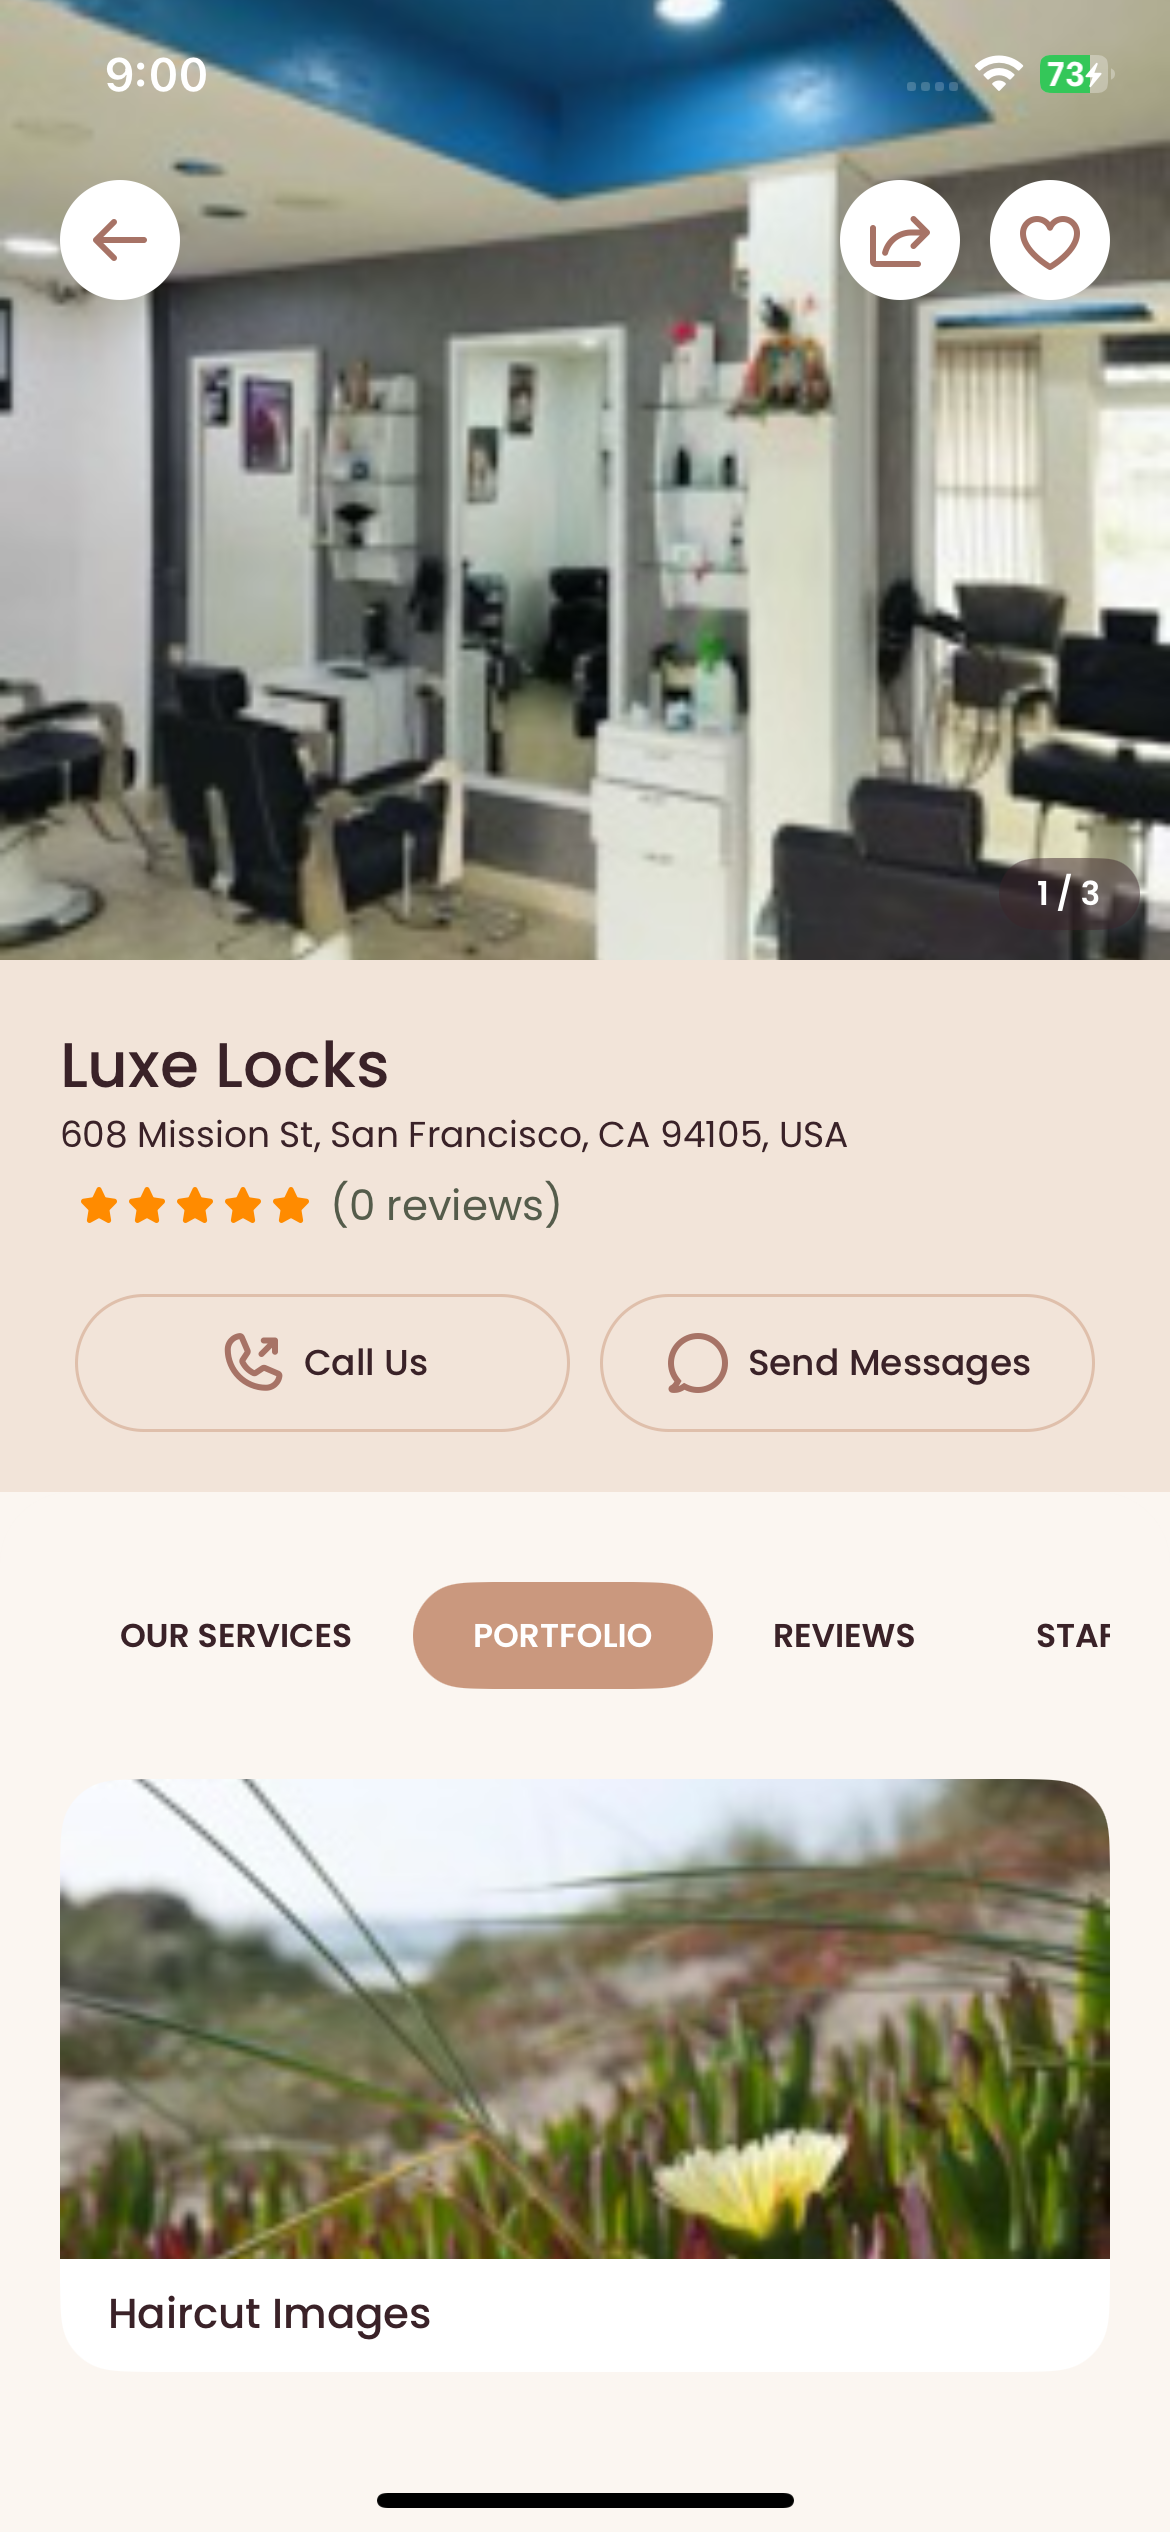 9:00
73
1 / 3
Luxe Locks
608 Mission St, San Francisco, CA 94105, USA
(0 reviews)
Call Us
Send Messages
OUR SERVICES
PORTFOLIO
REVIEWS
STAF
Haircut Images